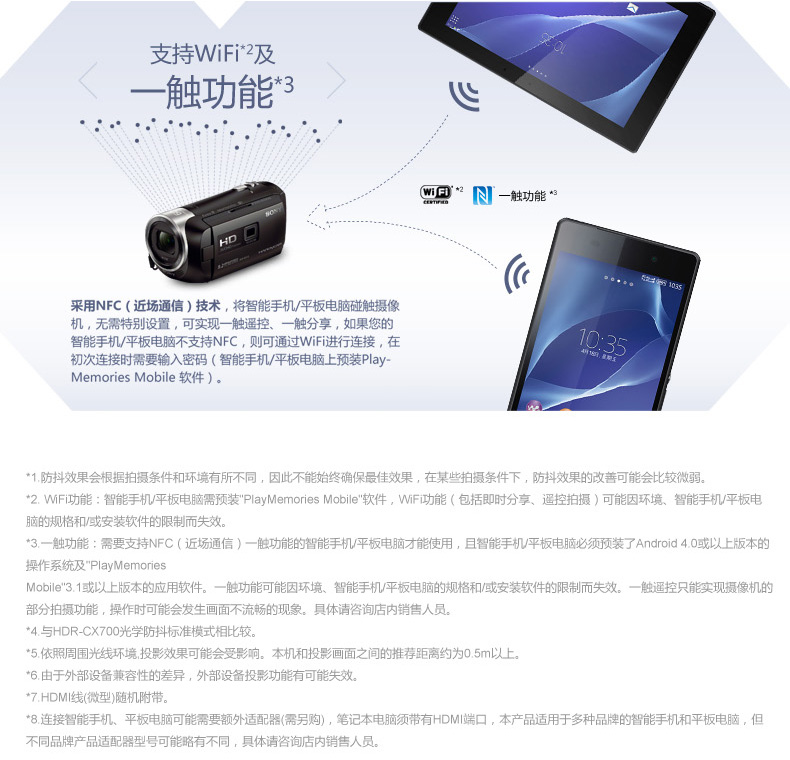 支持WiFi*2及
一触功能*3
SONY
HD
WiFi
CERTIFIED
*2
一触功能 *3
10:35
10:35
4月18日, 星期五
采用NFC（近场通信）技术，将智能手机/平板电脑碰触摄像
机，无需特别设置，可实现一触遥控、一触分享，如果您的
智能手机/平板电脑不支持NFC，则可通过WiFi进行连接，在
初次连接时需要输入密码（智能手机/平板电脑上预装Play-
Memories Mobile 软件）。
*1.防抖效果会根据拍摄条件和环境有所不同，因此不能始终确保最佳效果，在某些拍摄条件下，防抖效果的改善可能会比较微弱。
*2. WiFi功能：智能手机/平板电脑需预装"PlayMemories Mobile"软件，WiFi功能（包括即时分享、遥控拍摄）可能因环境、智能手机/平板电
脑的规格和/或安装软件的限制而失效。
*3.一触功能：需要支持NFC（近场通信）一触功能的智能手机/平板电脑才能使用，且智能手机/平板电脑必须预装了Android 4.0或以上版本的
操作系统及"PlayMemories
Mobile"3.1或以上版本的应用软件。一触功能可能因环境、智能手机/平板电脑的规格和/或安装软件的限制而失效。一触遥控只能实现摄像机的
部分拍摄功能，操作时可能会发生画面不流畅的现象。具体请咨询店内销售人员。
*4.与HDR-CX700光学防抖标准模式相比较。
*5.依照周围光线环境,投影效果可能会受影响。本机和投影画面之间的推荐距离约为0.5m以上。
*6.由于外部设备兼容性的差异，外部设备投影功能有可能失效。
*7.HDMI线(微型)随机附带。
*8.连接智能手机、平板电脑可能需要额外适配器(需另购)，笔记本电脑须带有HDMI端口，本产品适用于多种品牌的智能手机和平板电脑，但
不同品牌产品适配器型号可能略有不同，具体请咨询店内销售人员。